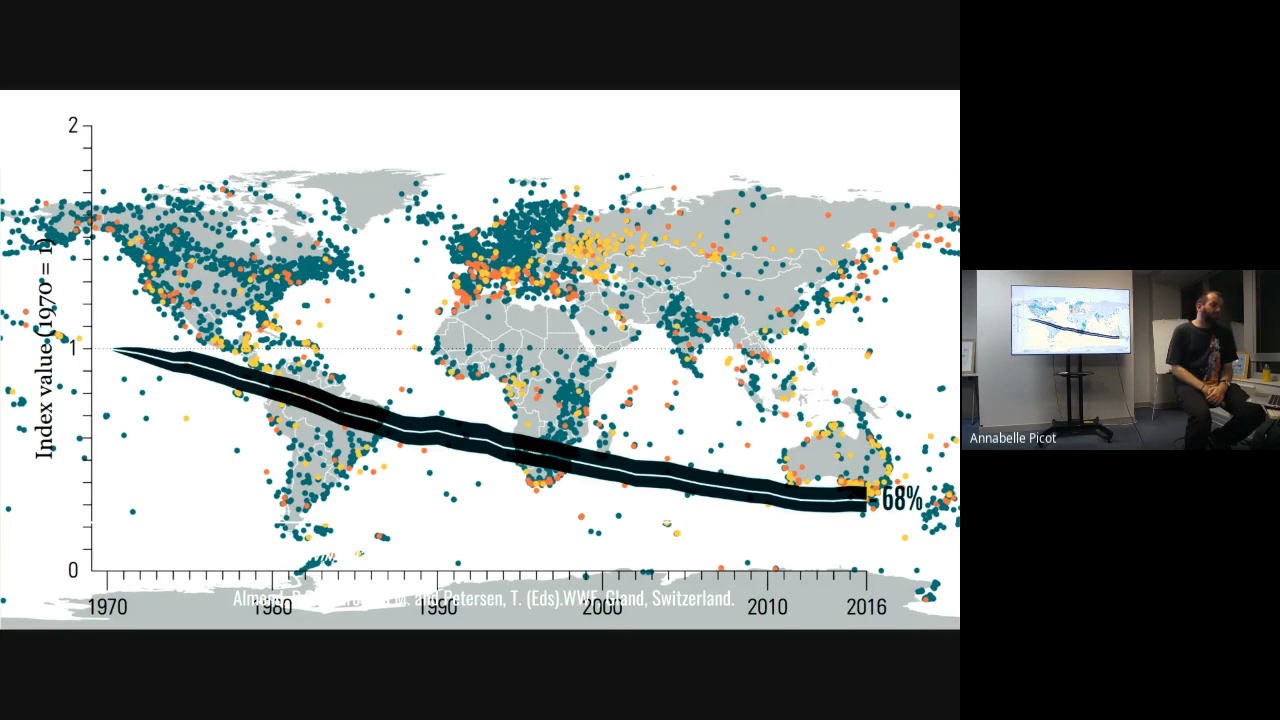 2
Index value (1970 = 1)
1
-68%
0
Petersen, T. (Eds).WWF, Gland, Switzerland.
1970 1980 1990 2000 2010 2016
Annabelle Picot